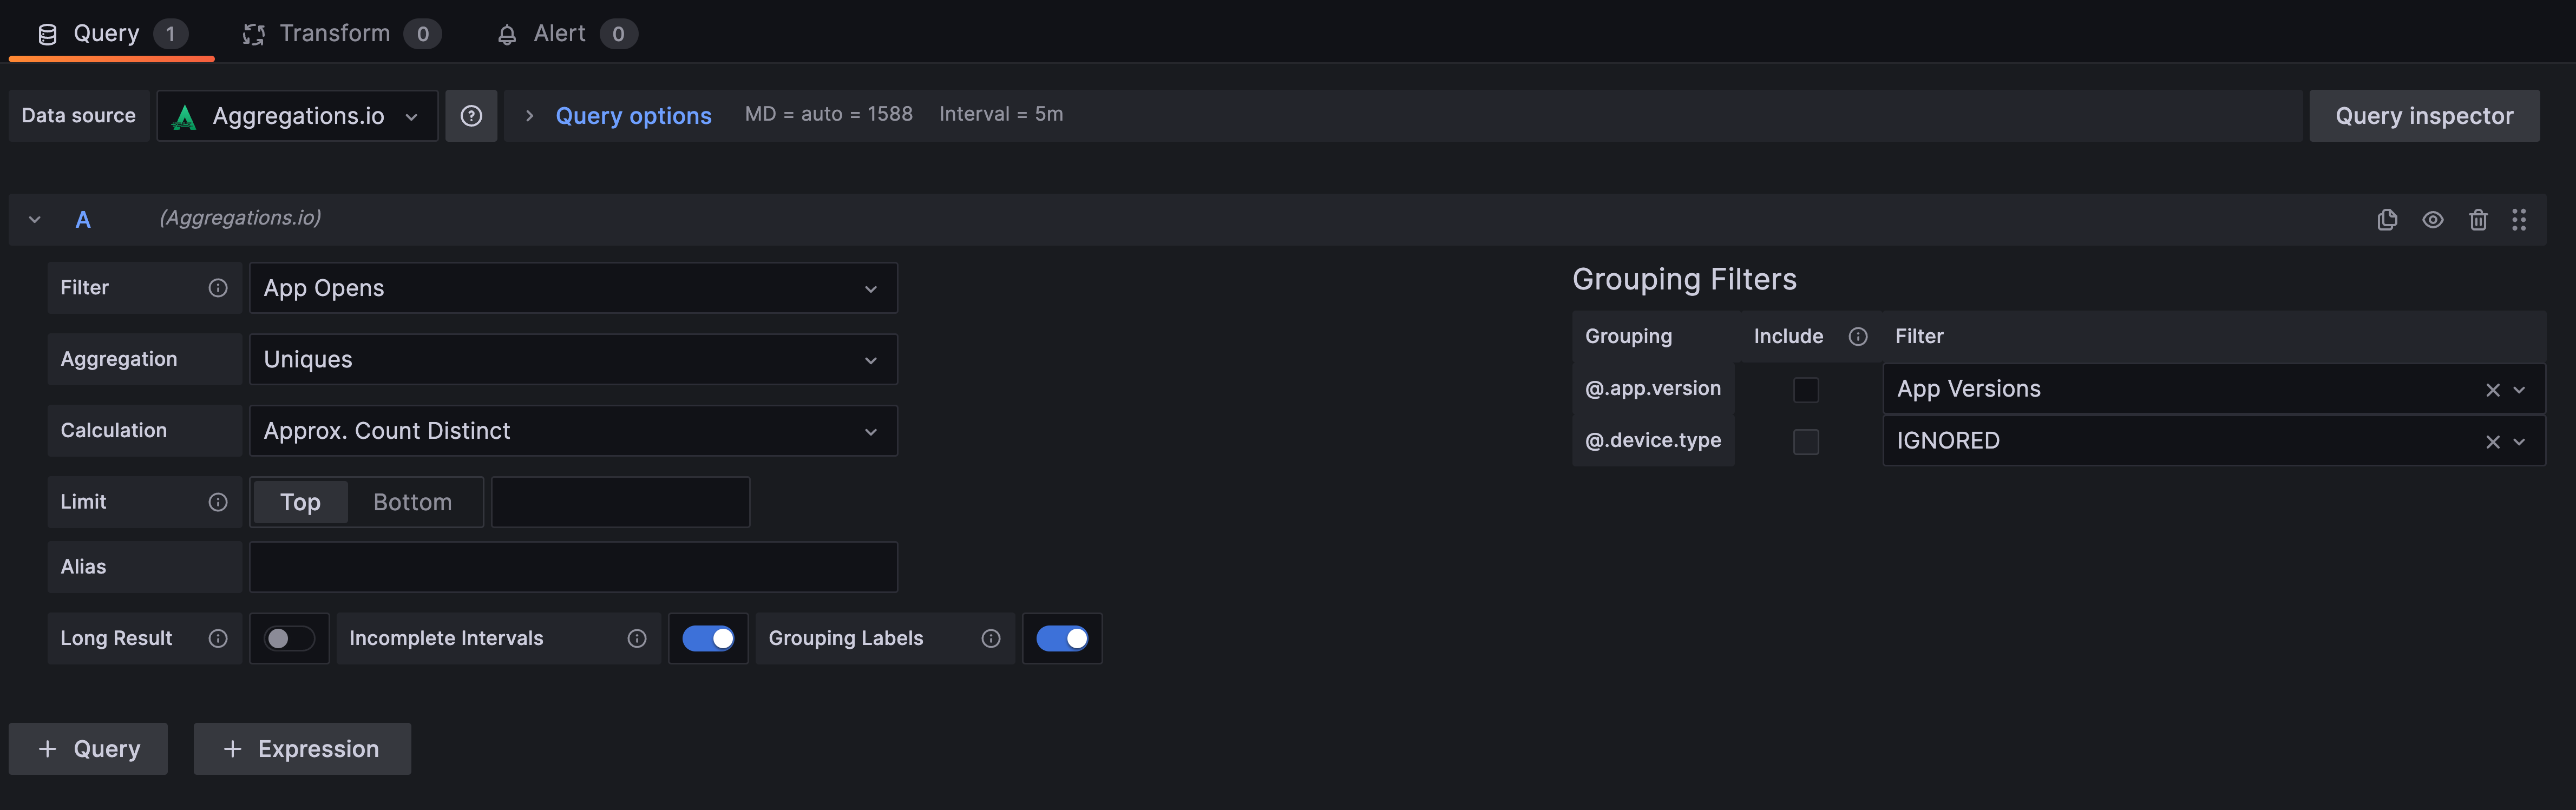 Query 1 Transform 0 Alert 0
Data source Aggregations.io Query options MD = auto = 1588 Interval = 5m Query inspector
A (Aggregations.io)
Filter App Opens
Aggregation Uniques
Calculation Approx. Count Distinct
Limit Top Bottom
Alias
Long Result Incomplete Intervals Grouping Labels
Grouping Filters
Grouping Include Filter
@.app.version App Versions
@.device.type IGNORED
+ Query + Expression